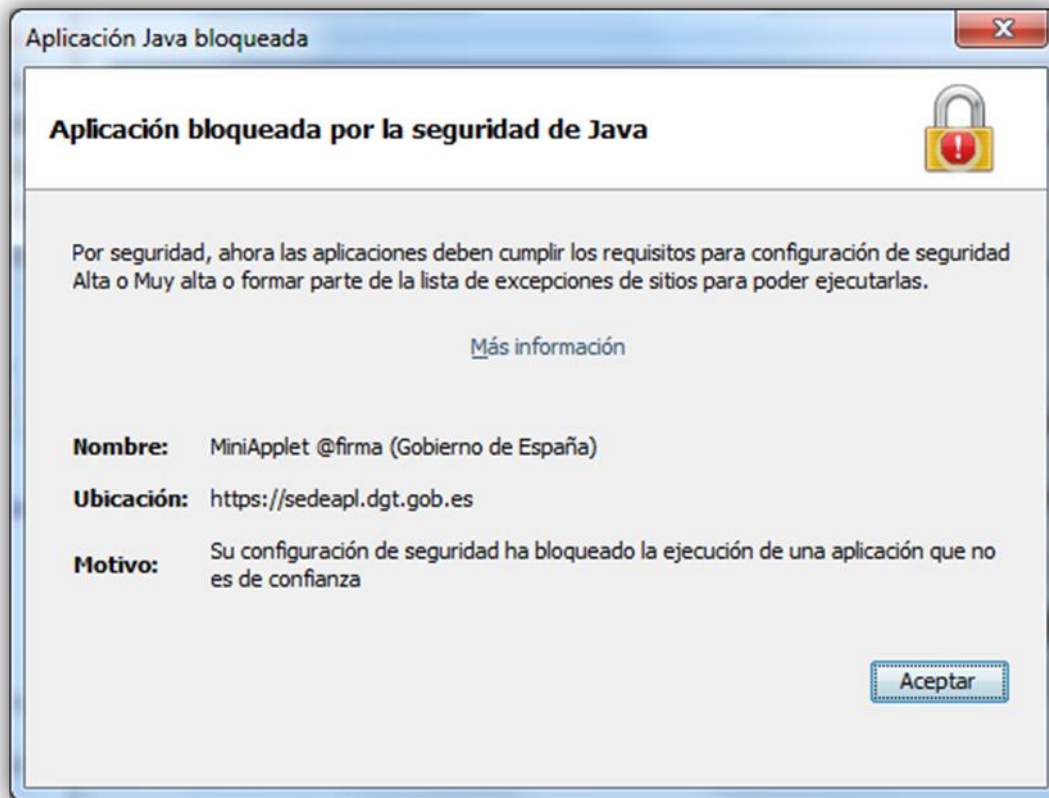 Aplicación Java bloqueada
Aplicación bloqueada por la seguridad de Java
Por seguridad, ahora las aplicaciones deben cumplir los requisitos para configuración de seguridad
Alta o Muy alta o formar parte de la lista de excepciones de sitios para poder ejecutarlas.
Más información
Nombre: MiniApplet @firma (Gobierno de España)
Ubicación: https://sedeapl.dgt.gob.es
Motivo: Su configuración de seguridad ha bloqueado la ejecución de una aplicación que no
es de confianza
Aceptar